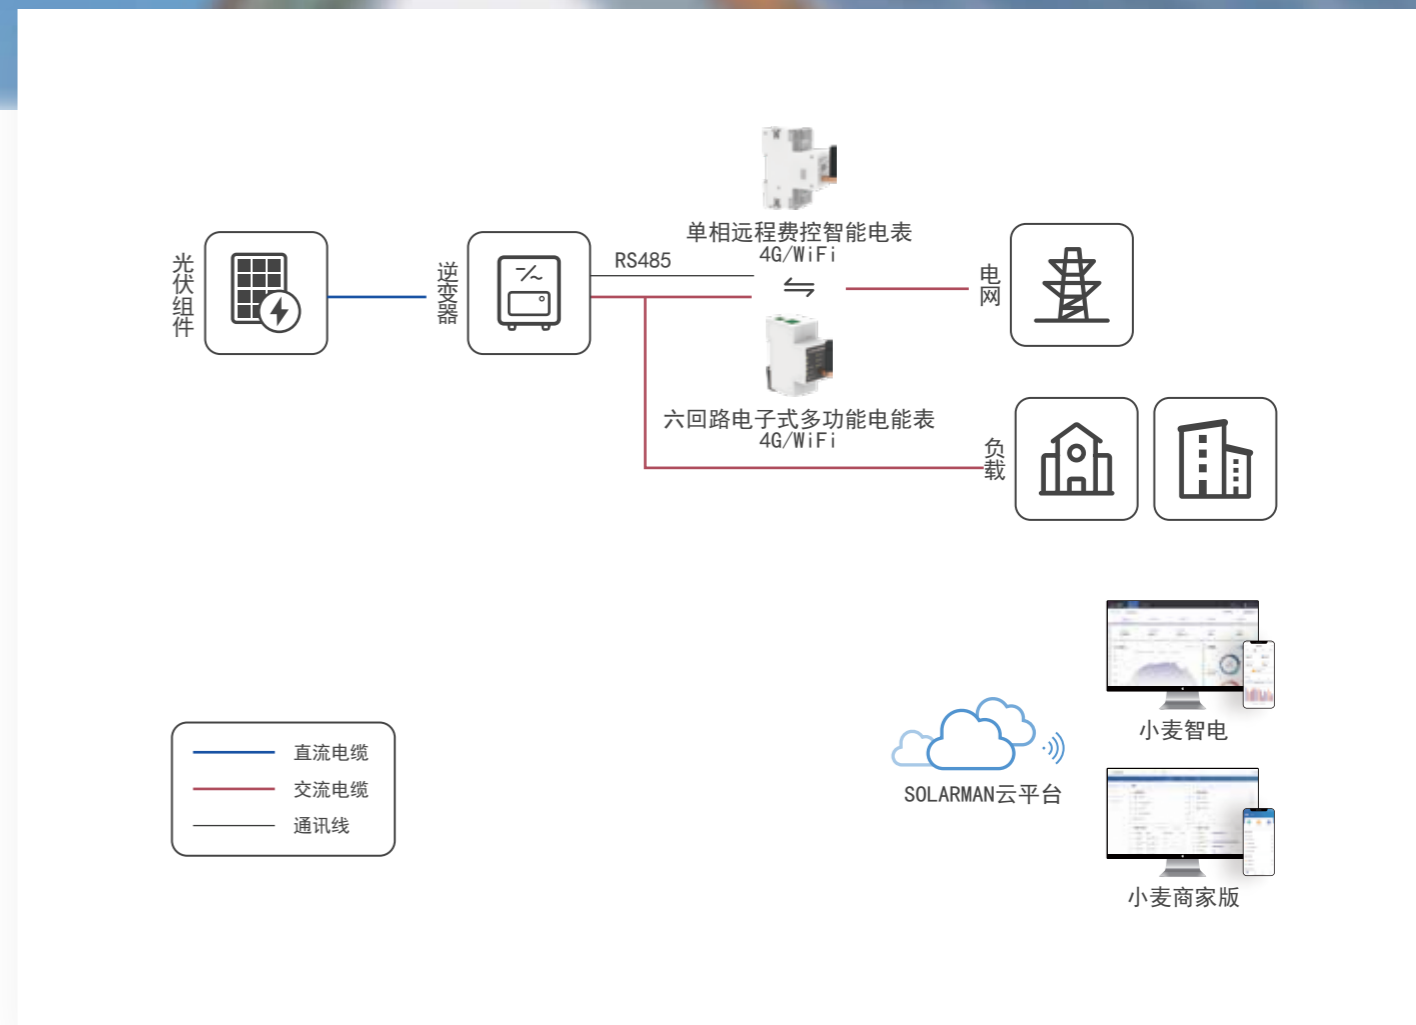 单相远程费控智能电表
4G/WiFi
光伏组件
逆变器
RS485
电网
六回路电子式多功能电能表
4G/WiFi
负载
小麦智电
直流电缆
交流电缆
通讯线
SOLARMAN云平台
小麦商家版